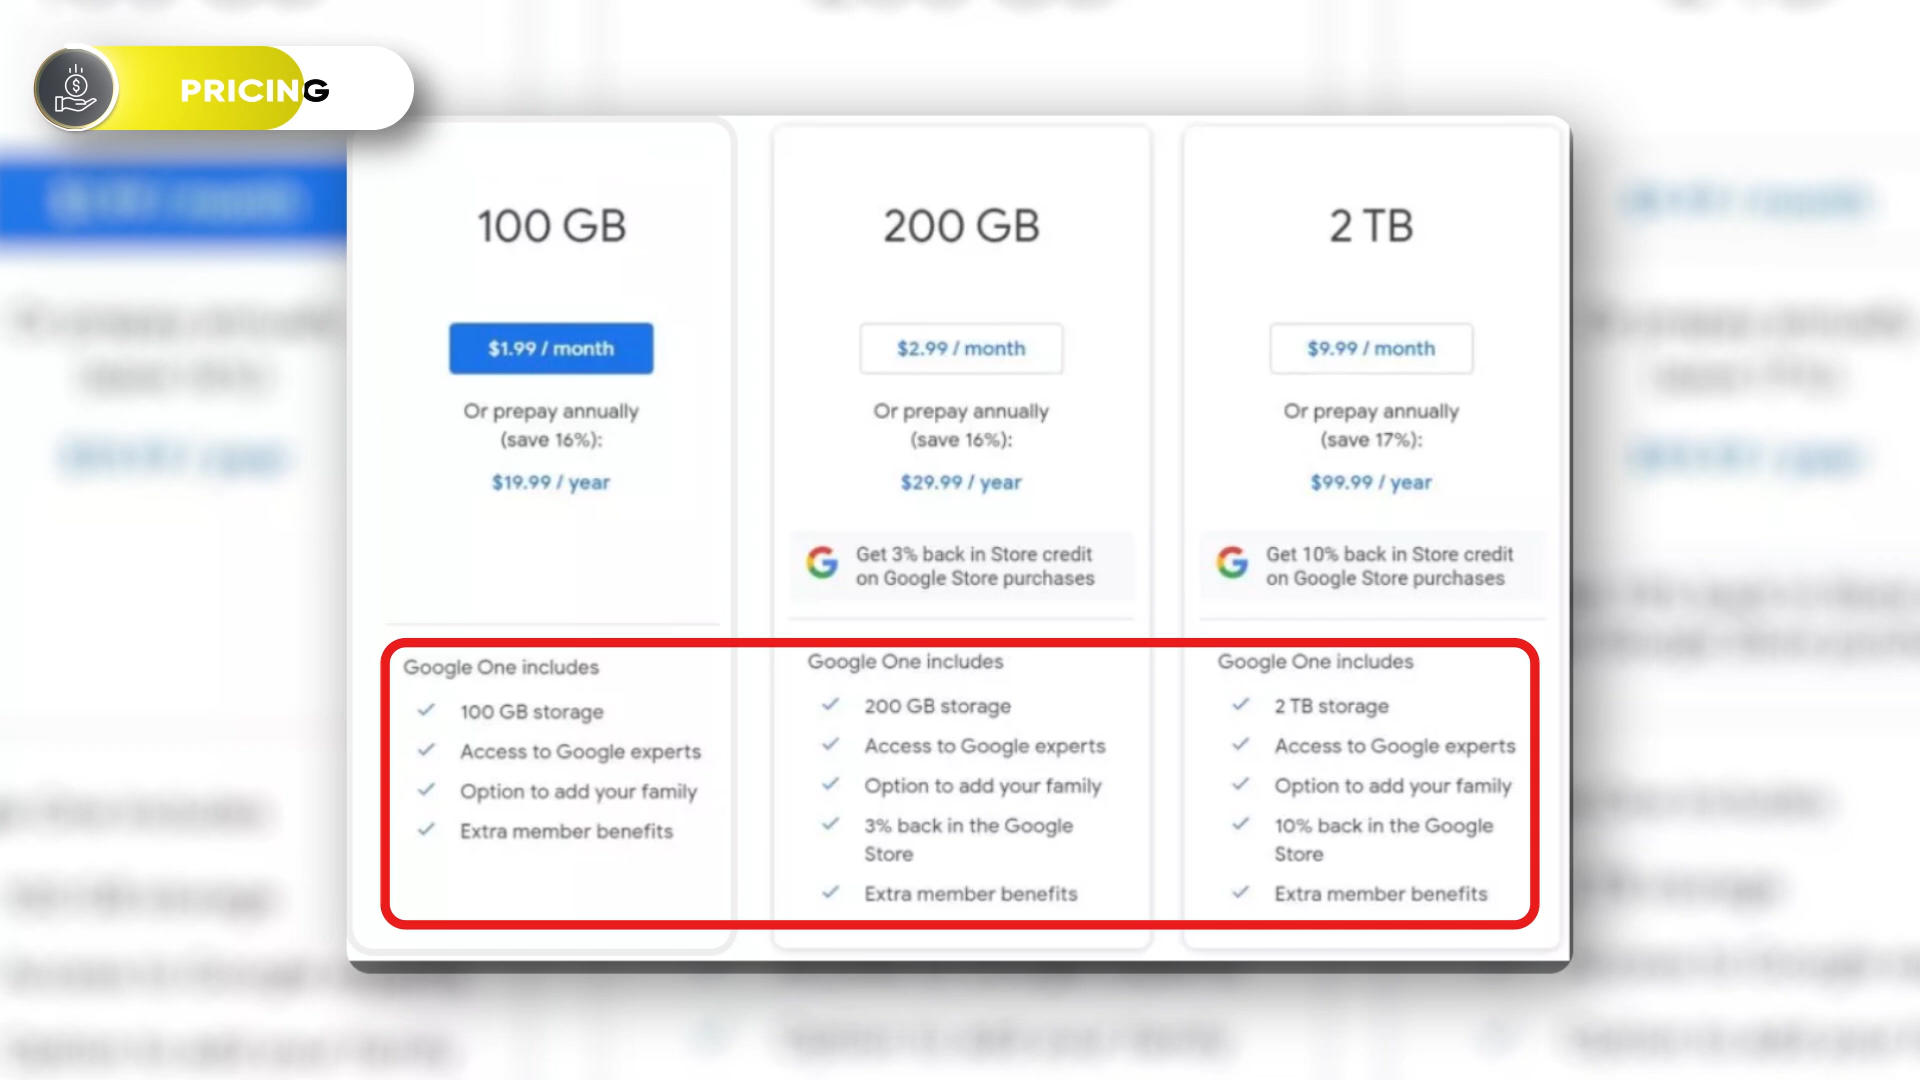 PRICING
100 GB
$1.99 / month
Or prepay annually
(save 16%):
$19.99 / year
Google One includes
100 GB storage
Access to Google experts
Option to add your family
Extra member benefits
200 GB
$2.99 / month
Or prepay annually
(save 16%):
$29.99 / year
Get 3% back in Store credit
on Google Store purchases
Google One includes
200 GB storage
Access to Google experts
Option to add your family
3% back in the Google
Store
Extra member benefits
2 TB
$9.99 / month
Or prepay annually
(save 17%):
$99.99 / year
Get 10% back in Store credit
on Google Store purchases
Google One includes
2 TB storage
Access to Google experts
Option to add your family
10% back in the Google
Store
Extra member benefits